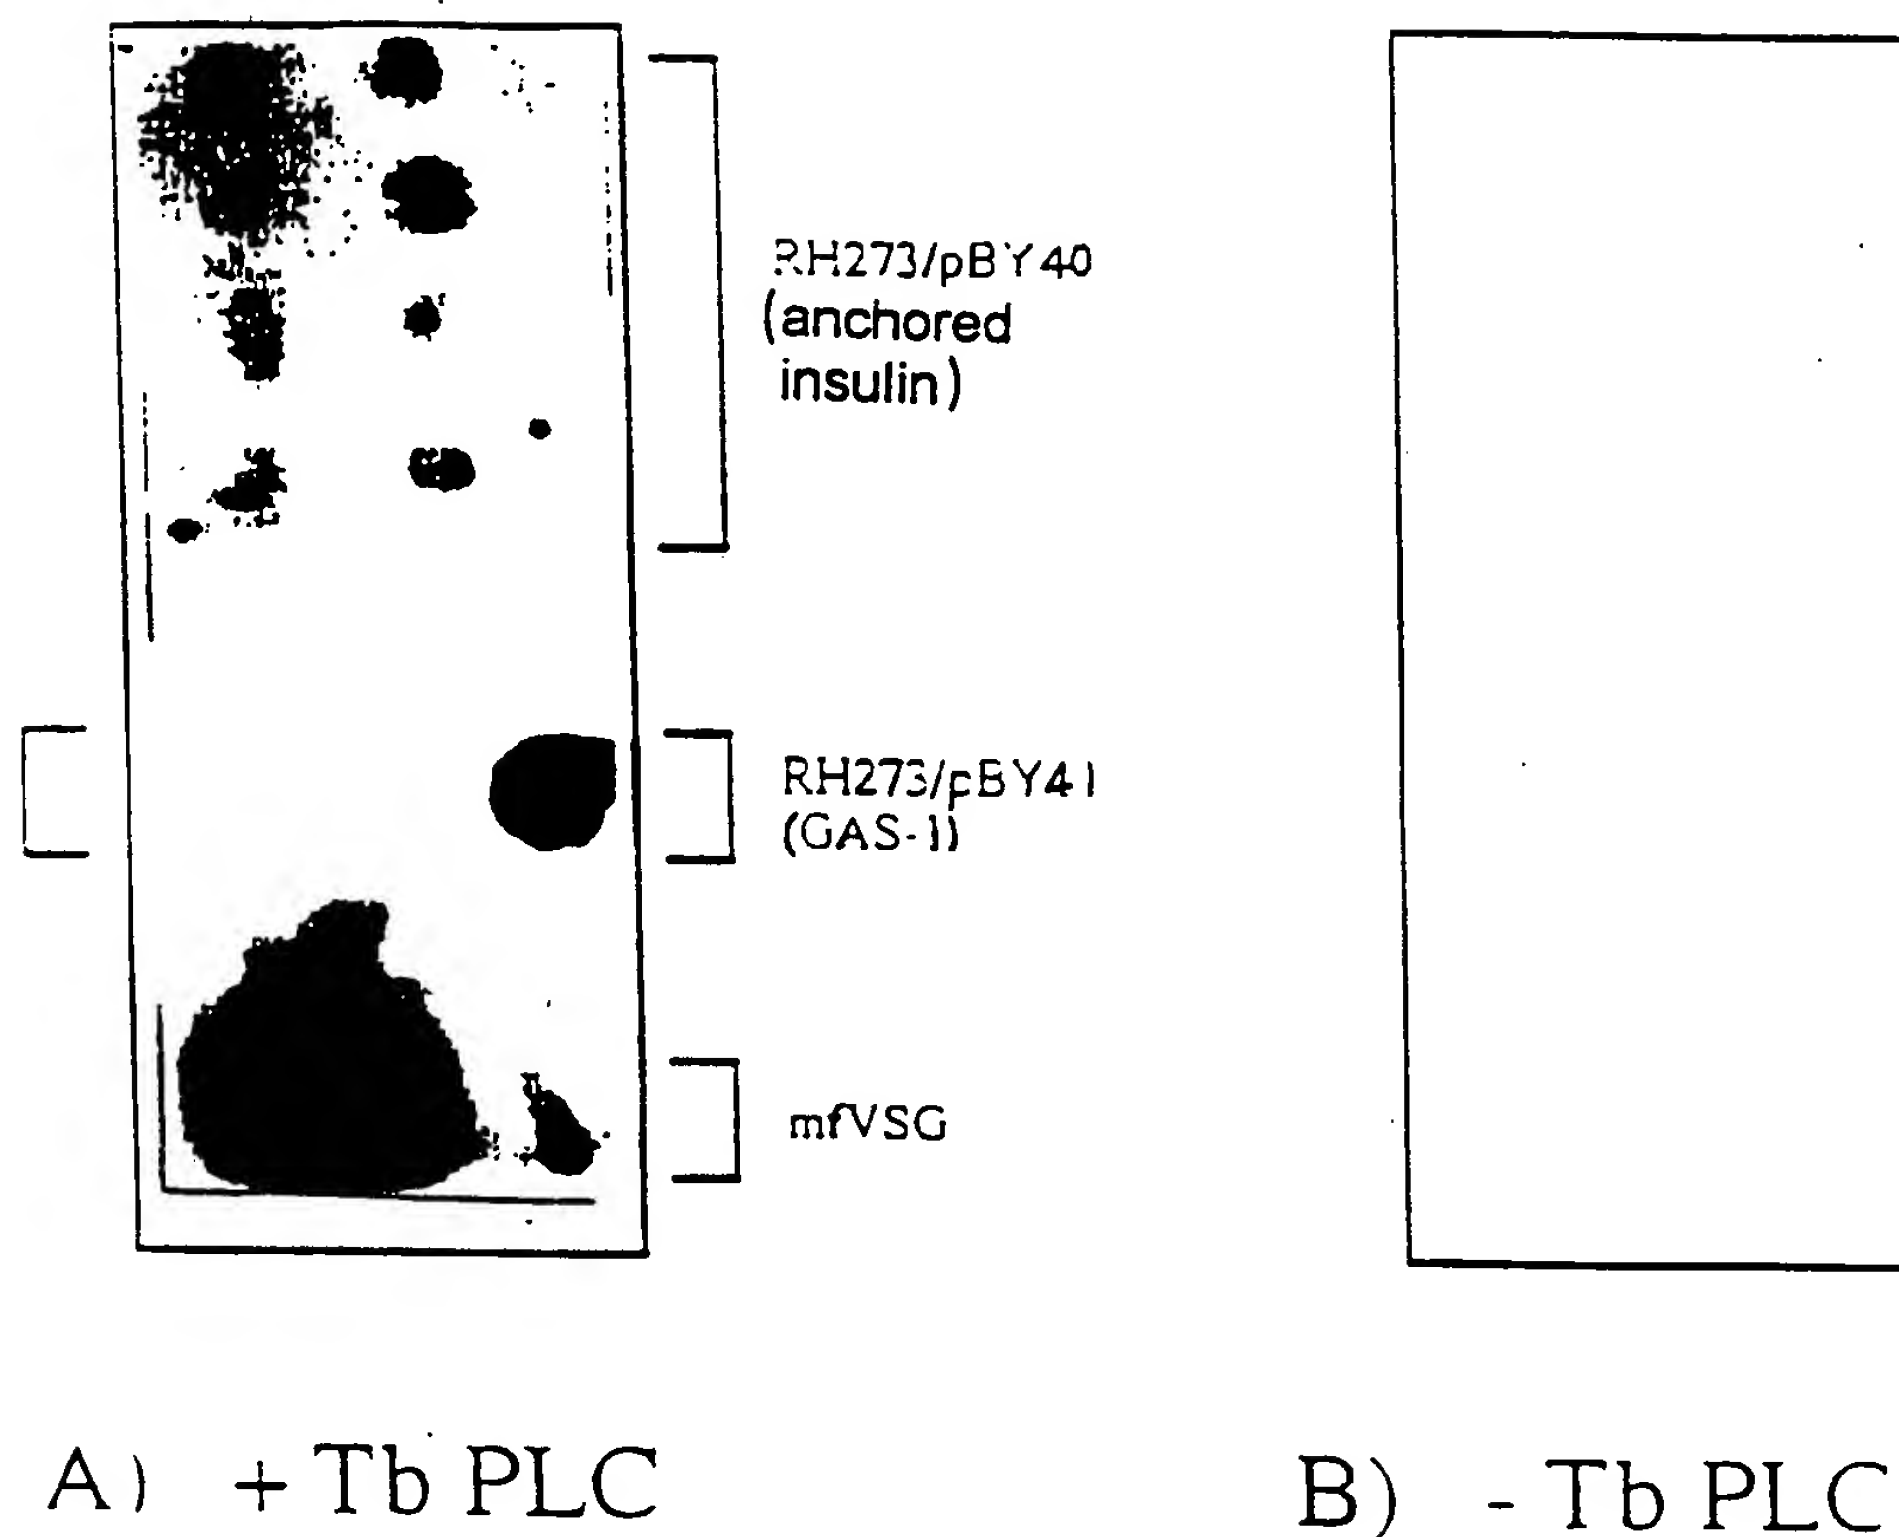 RH273/pBY40
(anchored
insulin)
RH273/pBY41
(GAS-1)
mfVSG
A) + Tb PLC
B) - Tb PLC